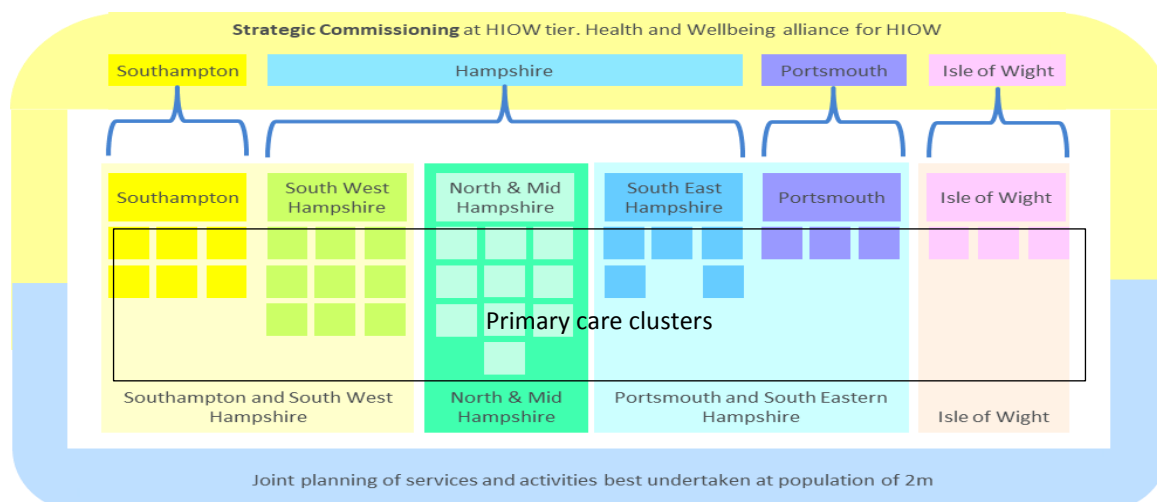 Strategic Commissioning at HIOW tier. Health and Wellbeing alliance for HIOW
Southampton
Hampshire
Portsmouth
Isle of Wight
Southampton
South West
Hampshire
North & Mid
Hampshire
South East
Hampshire
Portsmouth
Isle of Wight
Primary care clusters
Southampton and South West
Hampshire
North & Mid
Hampshire
Portsmouth and South Eastern
Hampshire
Isle of Wight
Joint planning of services and activities best undertaken at population of 2m